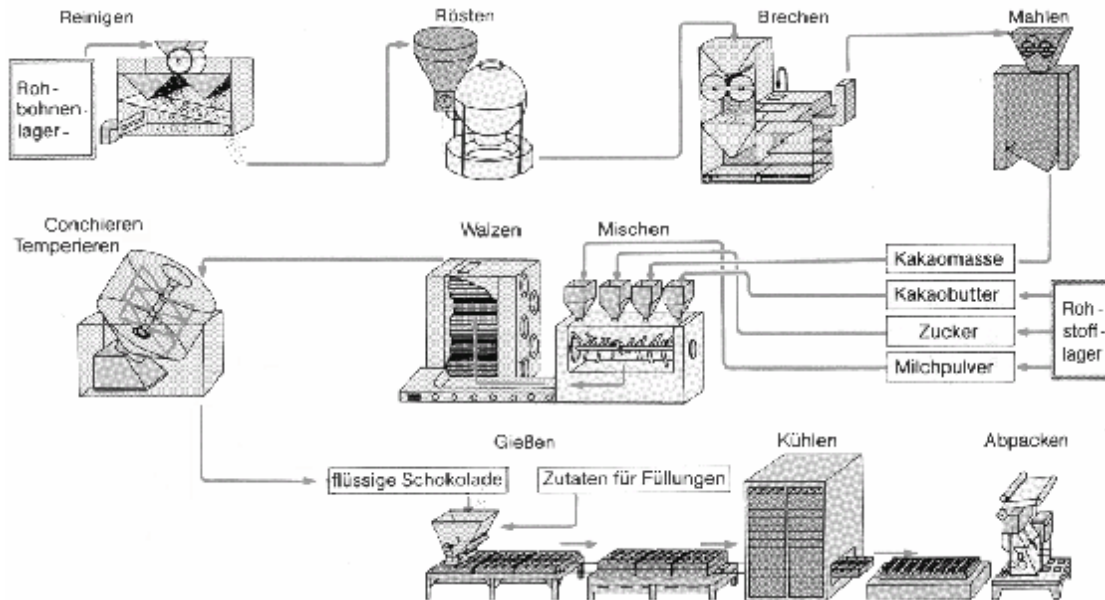 Reinigen
Rösten
Brechen
Mahlen
Roh-
bohnen-
lager-
Conchieren
Temperieren
Walzen
Mischen
Kakaomasse
Kakaobutter
Zucker
Milchpulver
Roh-
stoff-
lager
Gießen
Kühlen
Abpacken
flüssige Schokolade
Zutaten für Füllungen